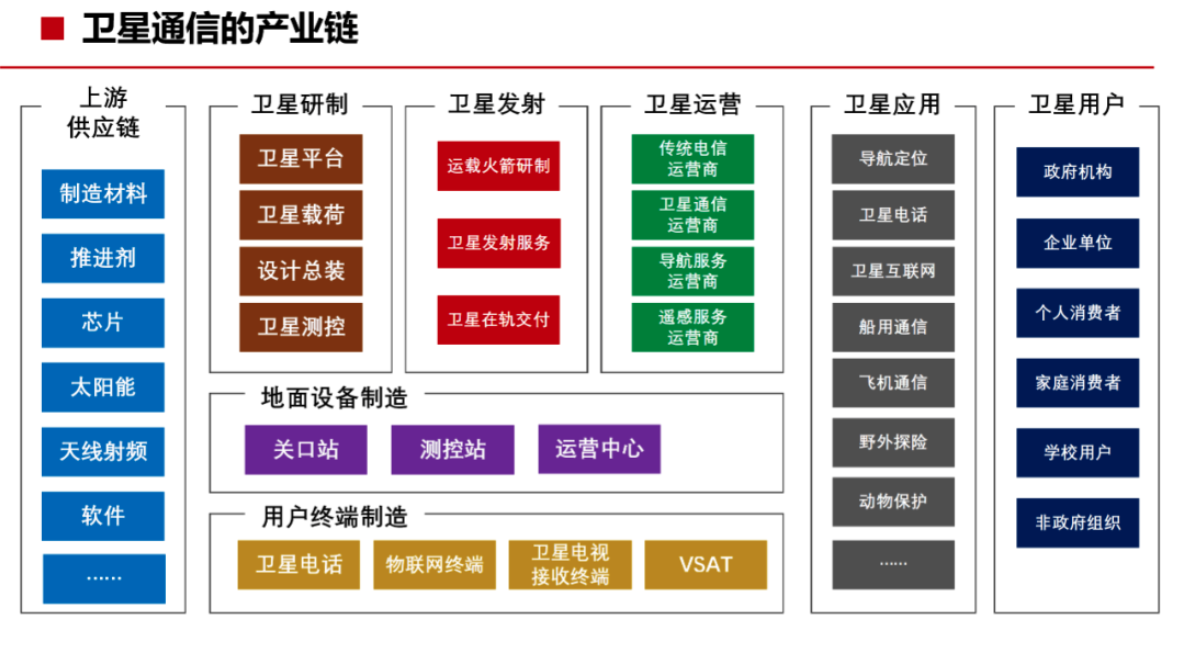 卫星通信的产业链
上游
供应链
制造材料
推进剂
芯片
太阳能
天线射频
软件
......
卫星研制
卫星平台
卫星载荷
设计总装
卫星测控
卫星发射
运载火箭研制
卫星发射服务
卫星在轨交付
卫星运营
传统电信
运营商
卫星通信
运营商
导航服务
运营商
遥感服务
运营商
地面设备制造
关口站
测控站
运营中心
用户终端制造
卫星电话
物联网终端
卫星电视
接收终端
VSAT
卫星应用
导航定位
卫星电话
卫星互联网
船用通信
飞机通信
野外探险
动物保护
......
卫星用户
政府机构
企业单位
个人消费者
家庭消费者
学校用户
非政府组织